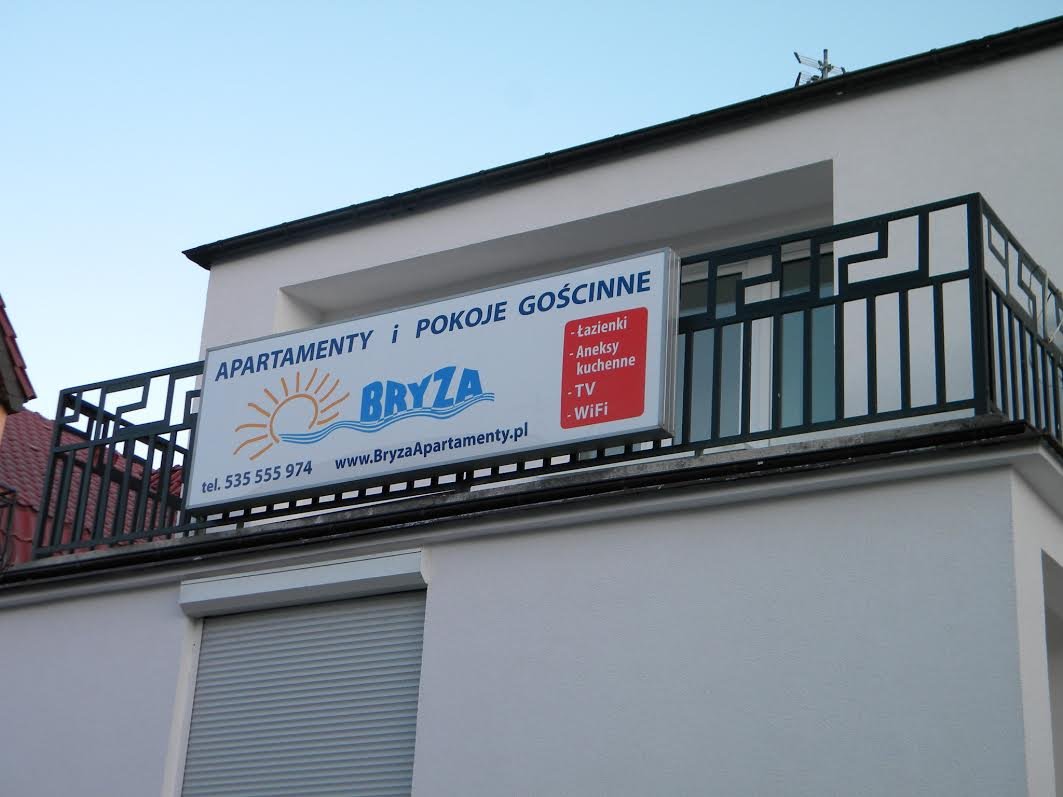 APARTAMENTY i POKOJE GOŚCINNE
BRYZA
- Łazienki
- Aneksy
kuchenne
- TV
- WiFi
tel. 535 555 974 www.BryzaApartamenty.pl